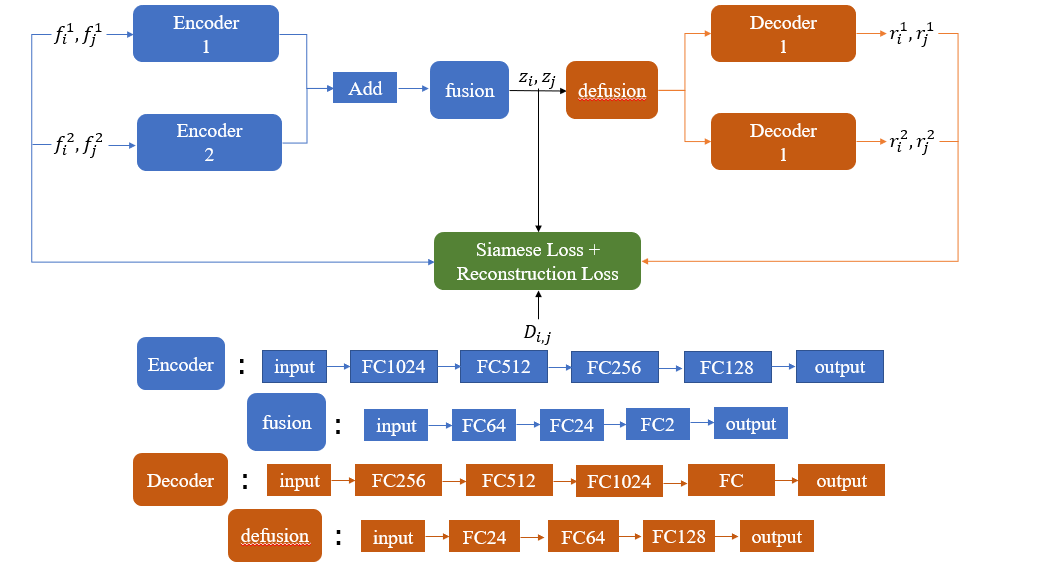 f_i^1, f_j^1
Encoder
1
f_i^2, f_j^2
Encoder
2
Add
fusion
z_i, z_j
defusion
Decoder
1
r_i^1, r_j^1
Decoder
1
r_i^2, r_j^2
Siamese Loss +
Reconstruction Loss
D_{i,j}
Encoder : input FC1024 FC512 FC256 FC128 output
fusion : input FC64 FC24 FC2 output
Decoder : input FC256 FC512 FC1024 FC output
defusion : input FC24 FC64 FC128 output